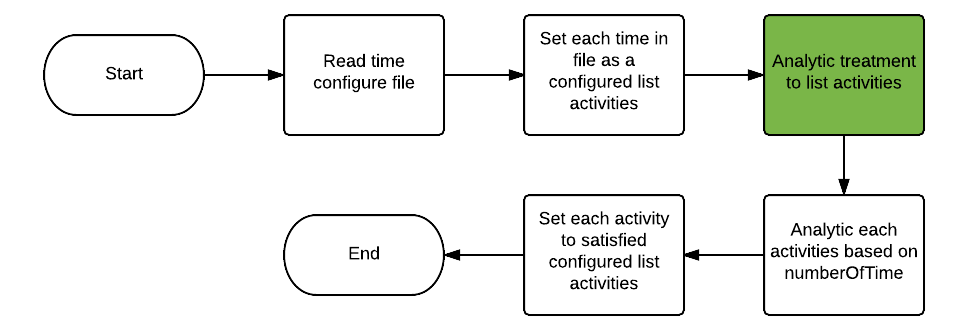 Start
Read time
configure file
Set each time in
file as a
configured list
activities
Analytic treatment
to list activities
Analytic each
activities based on
numberOfTime
Set each activity
to satisfied
configured list
activities
End